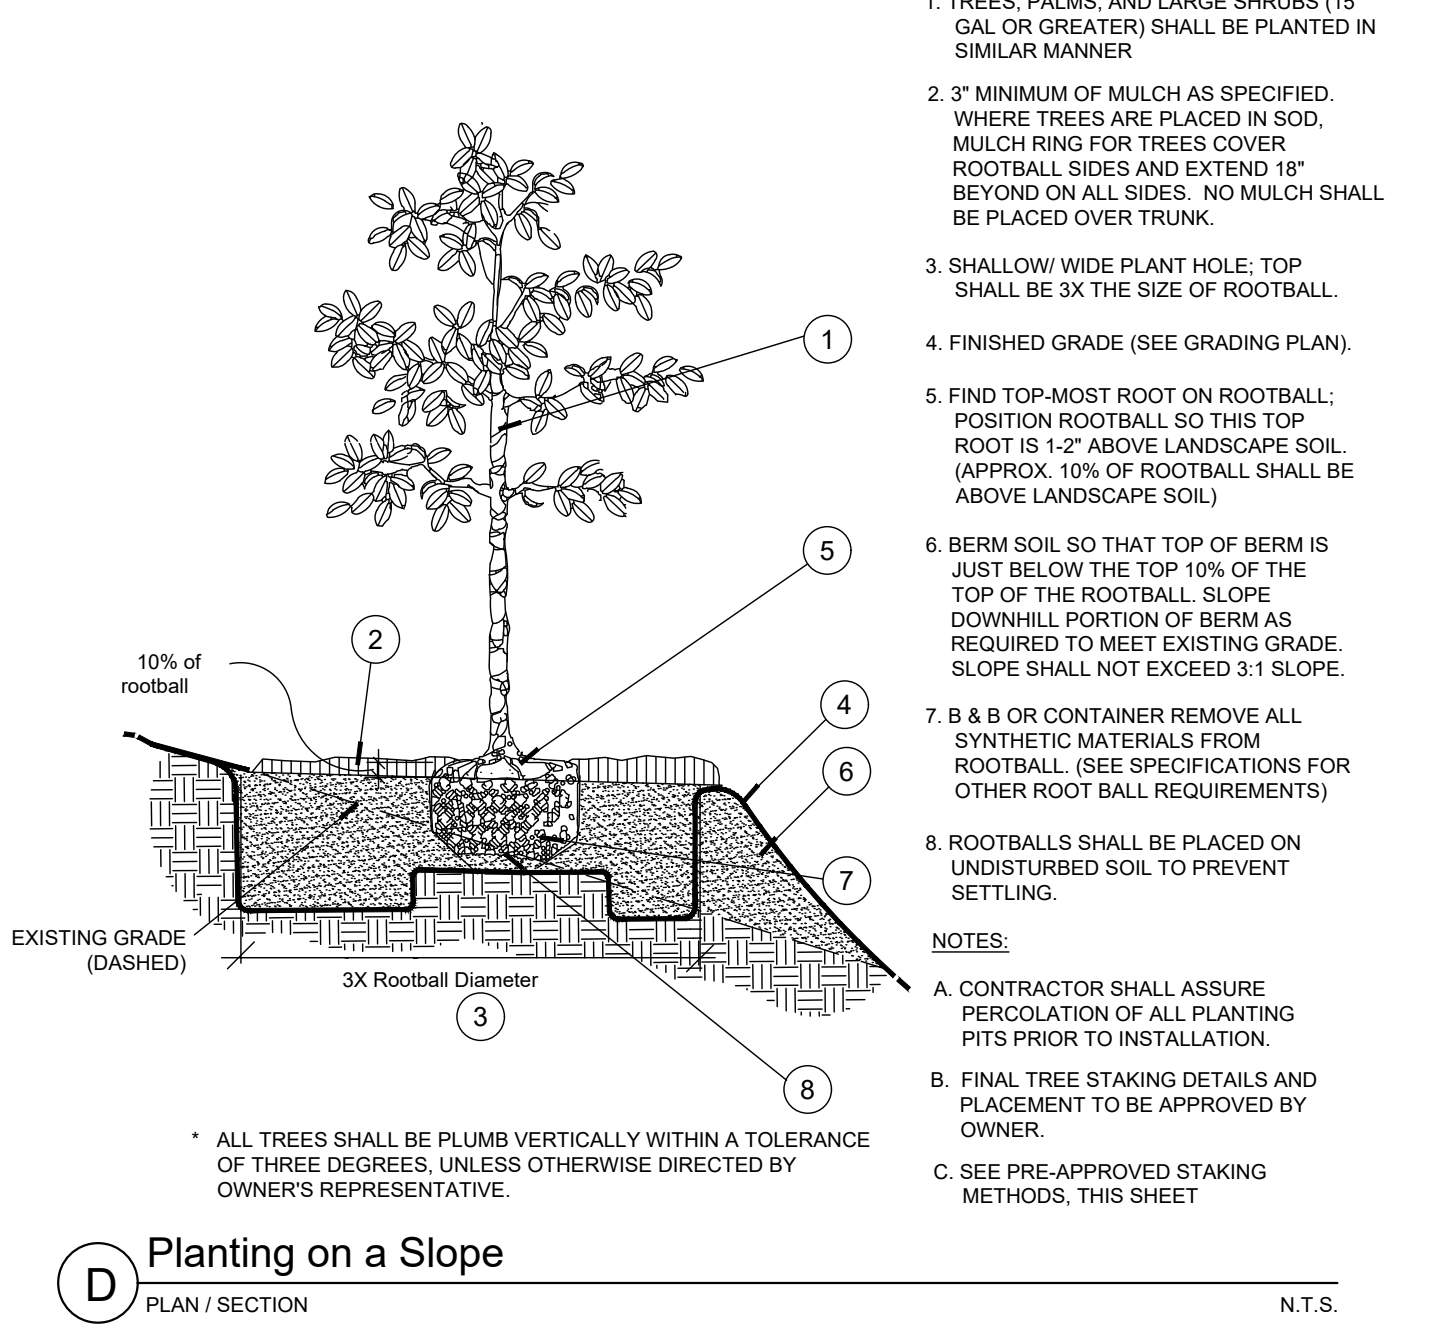 1. TREES, PALMS, AND LARGE SHRUBS (15
GAL OR GREATER) SHALL BE PLANTED IN
SIMILAR MANNER
2. 3" MINIMUM OF MULCH AS SPECIFIED.
WHERE TREES ARE PLACED IN SOD,
MULCH RING FOR TREES COVER
ROOTBALL SIDES AND EXTEND 18"
BEYOND ON ALL SIDES. NO MULCH SHALL
BE PLACED OVER TRUNK.
3. SHALLOW/ WIDE PLANT HOLE; TOP
SHALL BE 3X THE SIZE OF ROOTBALL.
4. FINISHED GRADE (SEE GRADING PLAN).
5. FIND TOP-MOST ROOT ON ROOTBALL;
POSITION ROOTBALL SO THIS TOP
ROOT IS 1-2" ABOVE LANDSCAPE SOIL.
(APPROX. 10% OF ROOTBALL SHALL BE
ABOVE LANDSCAPE SOIL)
6. BERM SOIL SO THAT TOP OF BERM IS
JUST BELOW THE TOP 10% OF THE
TOP OF THE ROOTBALL. SLOPE
DOWNHILL PORTION OF BERM AS
REQUIRED TO MEET EXISTING GRADE.
SLOPE SHALL NOT EXCEED 3:1 SLOPE.
7. B & B OR CONTAINER REMOVE ALL
SYNTHETIC MATERIALS FROM
ROOTBALL. (SEE SPECIFICATIONS FOR
OTHER ROOT BALL REQUIREMENTS)
8. ROOTBALLS SHALL BE PLACED ON
UNDISTURBED SOIL TO PREVENT
SETTLING.
NOTES:
A. CONTRACTOR SHALL ASSURE
PERCOLATION OF ALL PLANTING
PITS PRIOR TO INSTALLATION.
B. FINAL TREE STAKING DETAILS AND
PLACEMENT TO BE APPROVED BY
OWNER.
C. SEE PRE-APPROVED STAKING
METHODS, THIS SHEET
1
5
2
10% of
rootball
4
6
7
EXISTING GRADE
(DASHED)
3X Rootball Diameter
3
8
* ALL TREES SHALL BE PLUMB VERTICALLY WITHIN A TOLERANCE
OF THREE DEGREES, UNLESS OTHERWISE DIRECTED BY
OWNER'S REPRESENTATIVE.
D
Planting on a Slope
PLAN / SECTION
N.T.S.